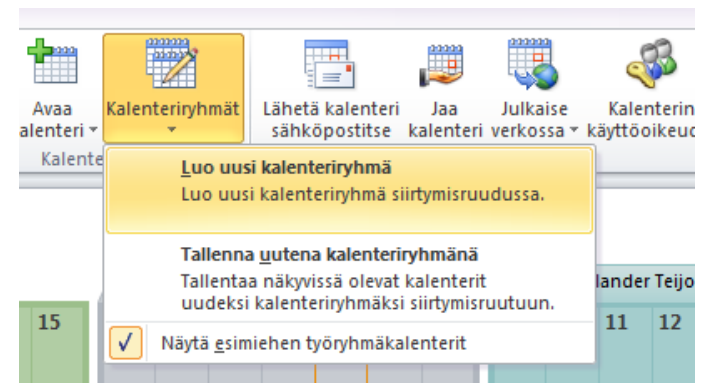 Avaa
alenteri
Kalenteriryhmät
Lähetä kalenteri
sähköpostitse
Jaa
kalenteri
Julkaise
verkossa
Kalenterin
käyttöoikeud
Kalente
Luo uusi kalenteriryhmä
Luo uusi kalenteriryhmä siirtymisruudussa.
Tallenna uutena kalenteriryhmänä
Tallentaa näkyvissä olevat kalenterit
uudeksi kalenteriryhmäksi siirtymisruutuun.
Näytä esimiehen työryhmäkalenterit
lander Teijo
15
11 12